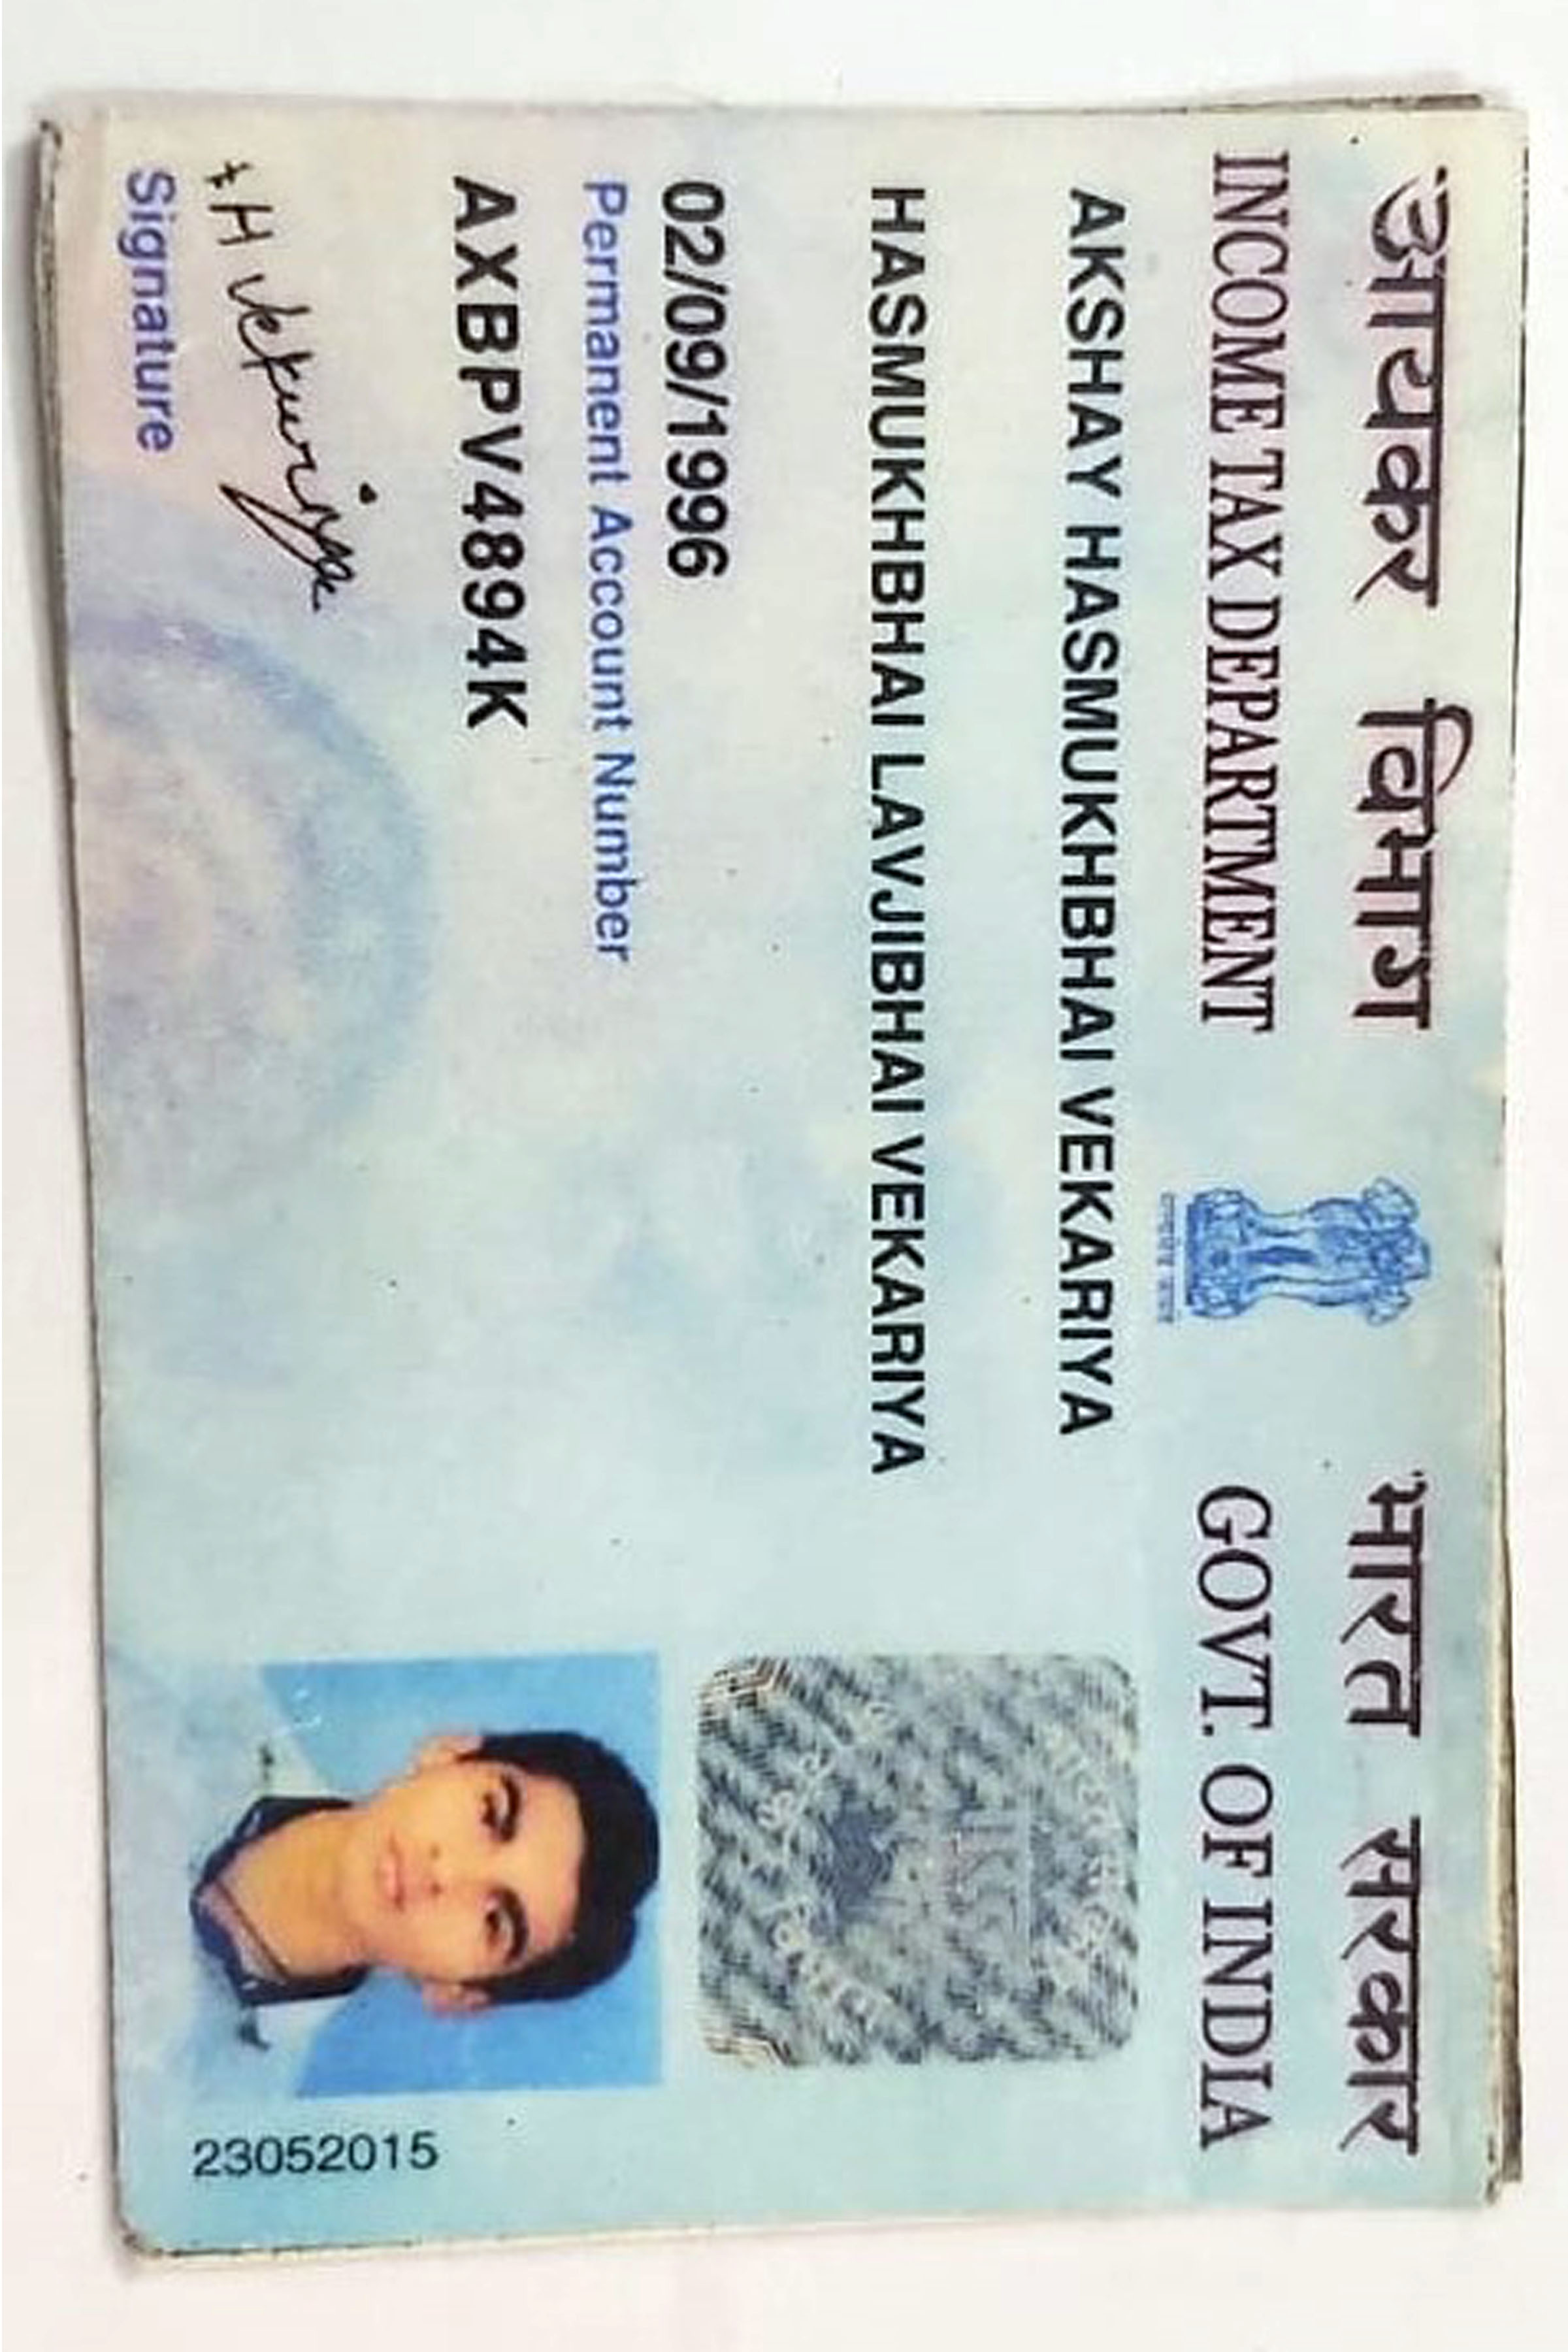 आयकर विभाग
INCOME TAX DEPARTMENT
भारत सरकार
GOVT. OF INDIA
AKSHAY HASMUKHBHAI VEKARIYA
HASMUKHBHAI LAVJIBHAI VEKARIYA
02/09/1996
Permanent Account Number
AXBPV4894K
Signature
23052015